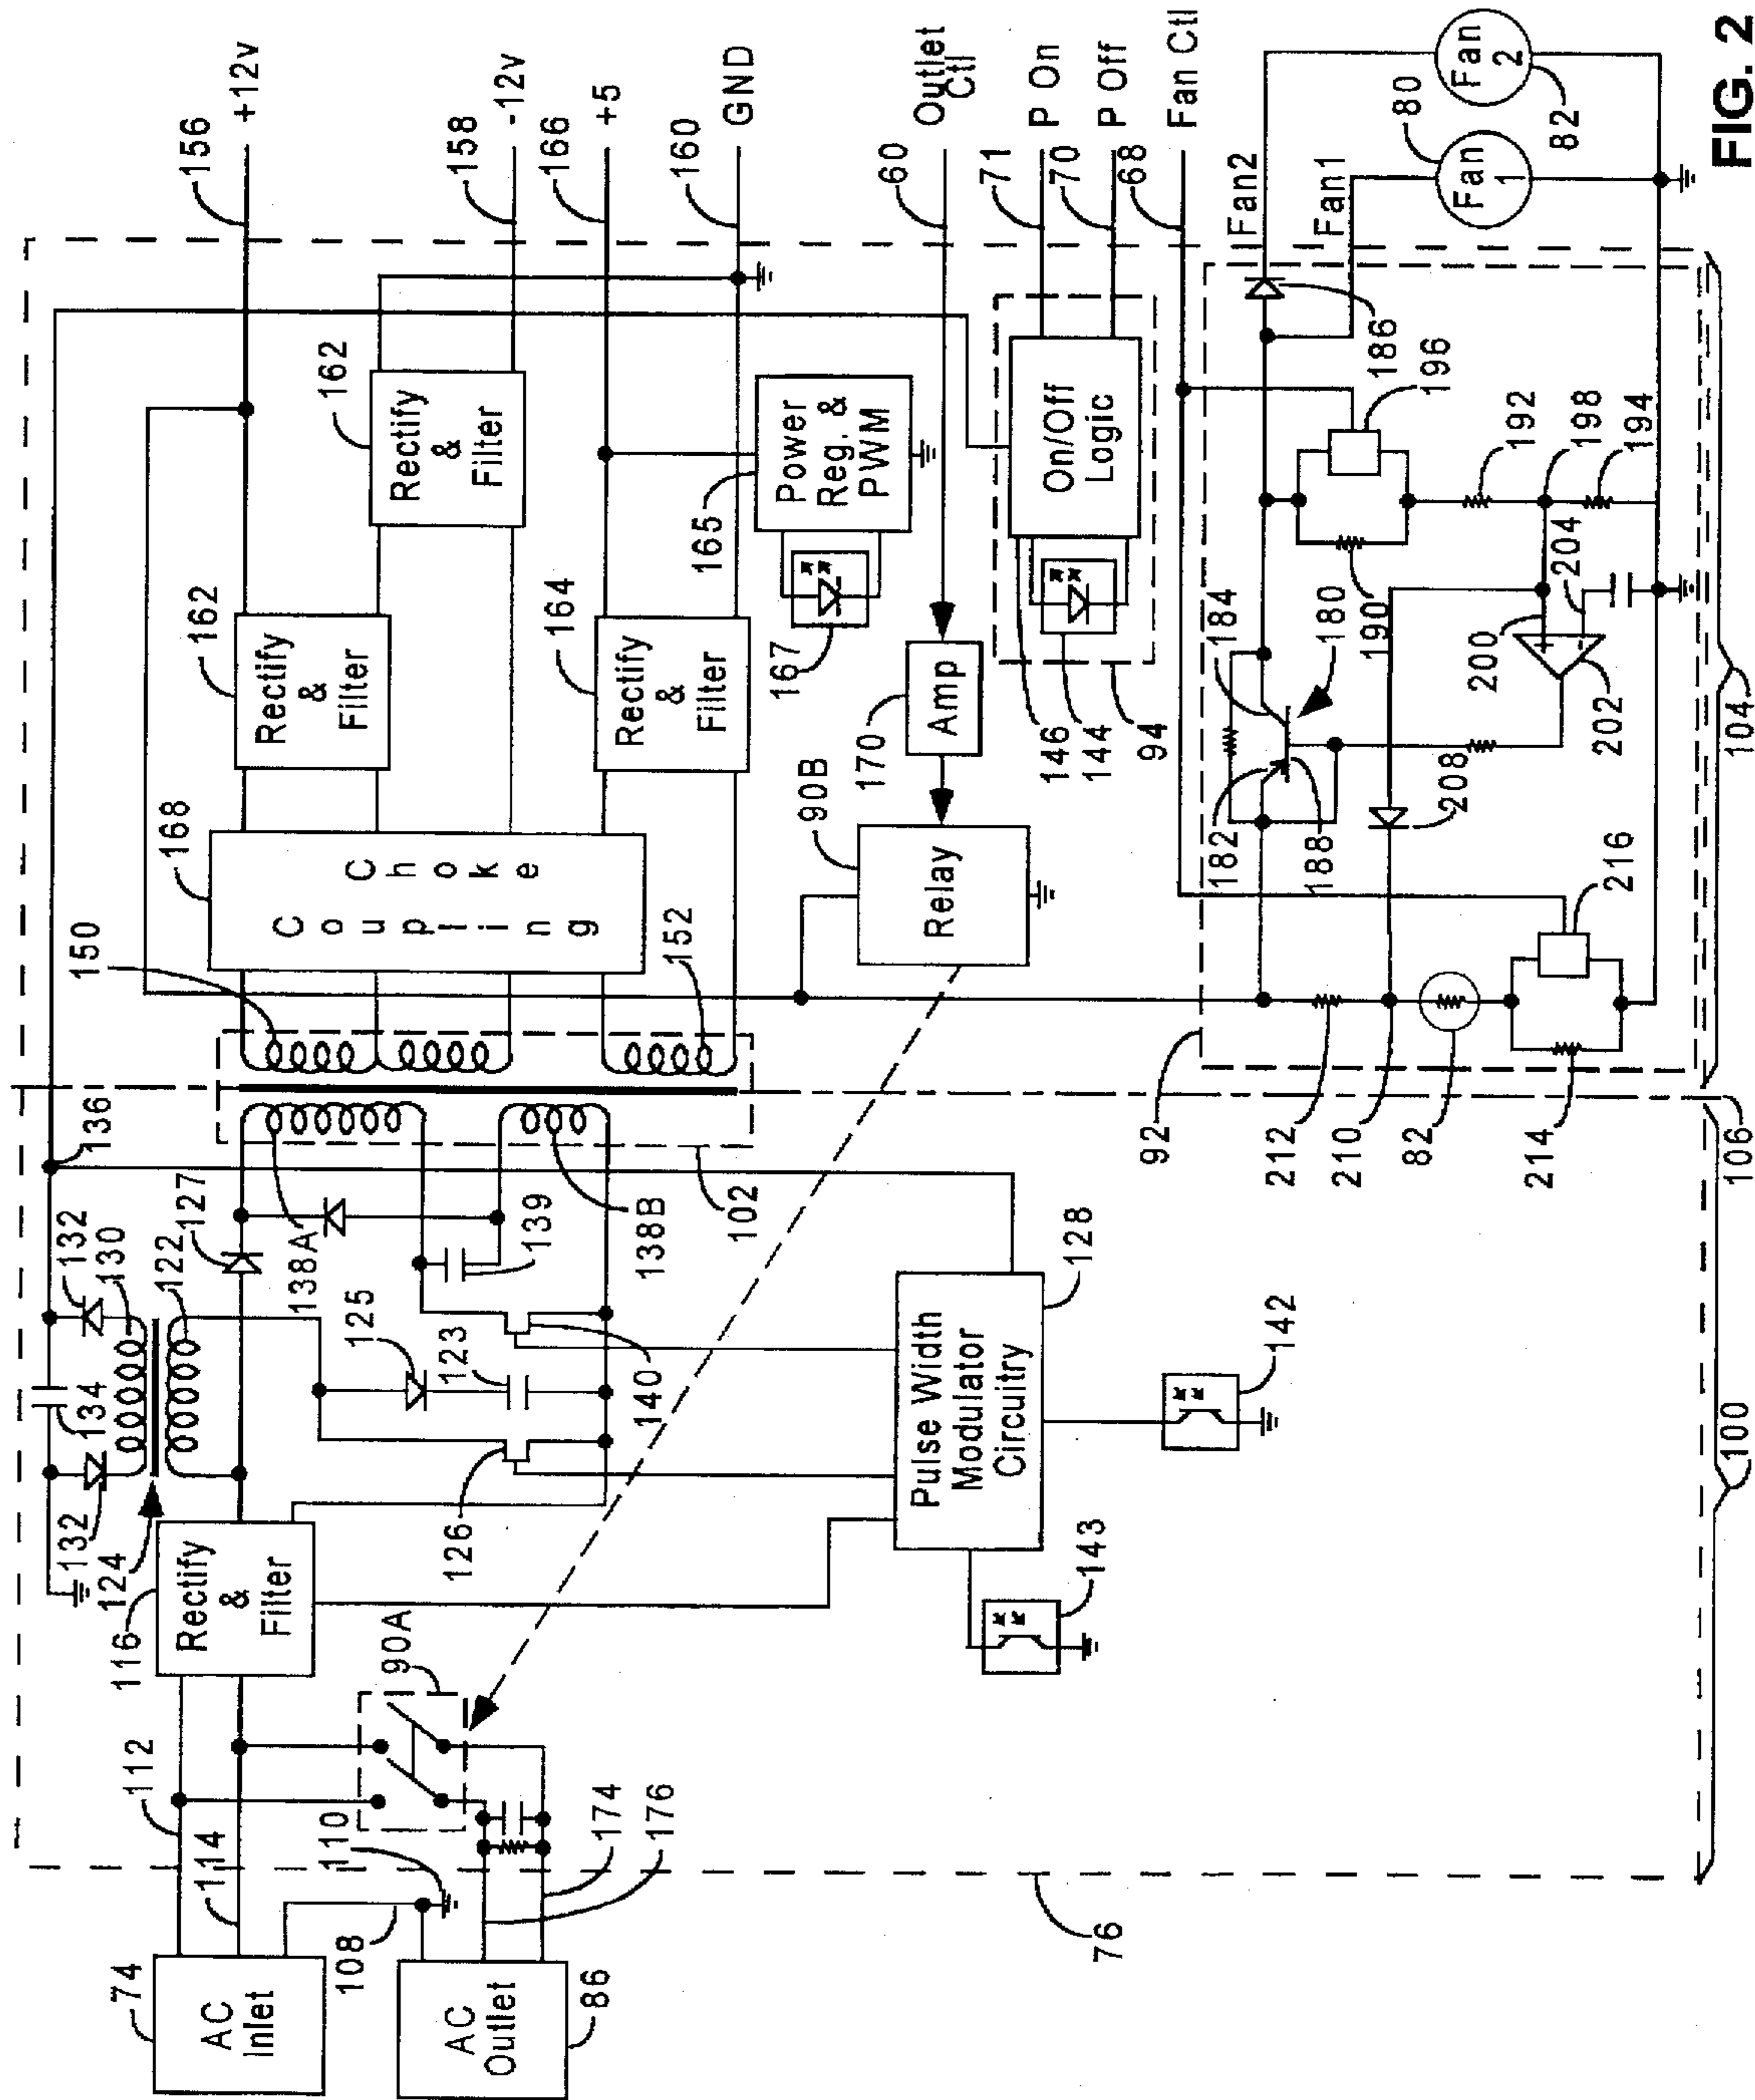 74
AC
Inlet
108
AC
Outlet
86
112
114
110
174
176
76
116
Rectify
&
Filter
90A
124
132
134
132
130
122
127
136
126
125
123
140
139
138A
138B
102
Pulse Width
Modulator
Circuitry
128
143
142
100
106
150
152
168
Coupling
Choke
162
Rectify
&
Filter
162
Rectify
&
Filter
164
Rectify
&
Filter
165
Power
Reg. &
PWM
167
90B
Relay
170
Amp
146
144
94
On/Off
Logic
156
+12v
158
-12v
166
+5
160
GND
60
Outlet
Ctl
71
P On
70
P Off
68
Fan Ctl
92
212
210
82
214
216
208
182
188
184
180
190
200
202
204
186
196
192
198
194
Fan2
Fan1
80
Fan
1
Fan
2
82
104
FIG. 2